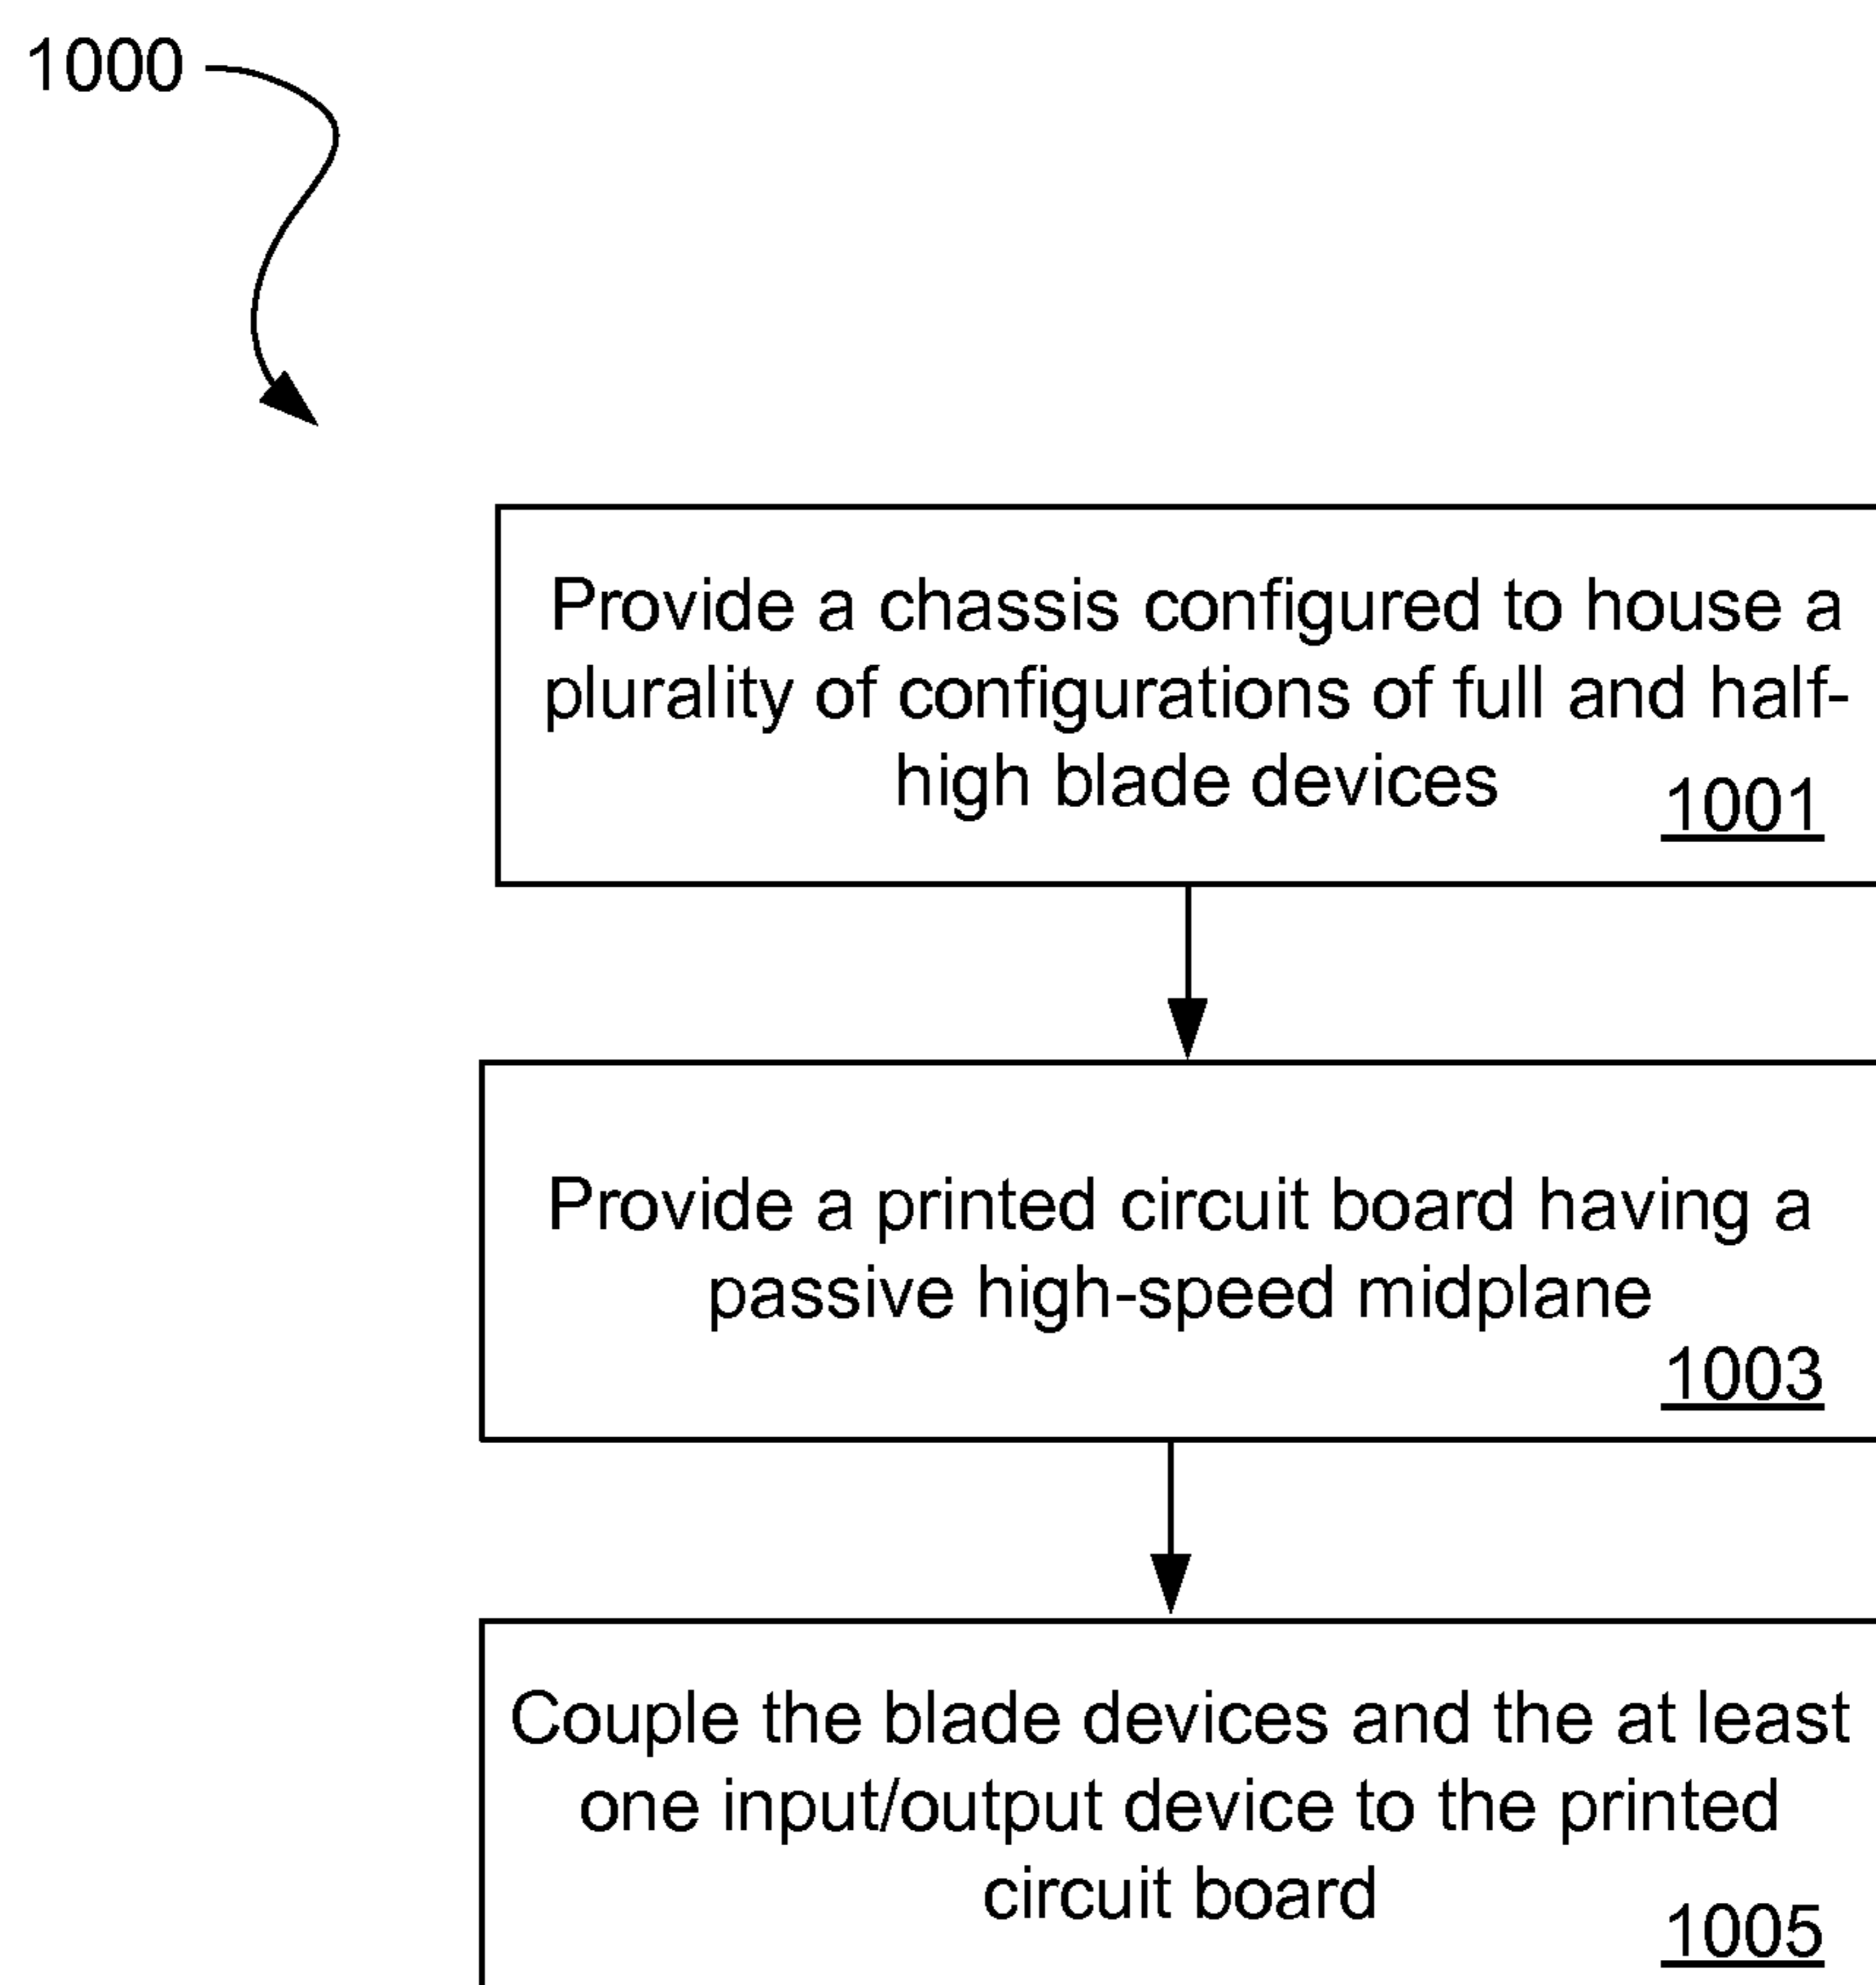 1000
Provide a chassis configured to house a
plurality of configurations of full and half-
high blade devices
1001
Provide a printed circuit board having a
passive high-speed midplane
1003
Couple the blade devices and the at least
one input/output device to the printed
circuit board
1005